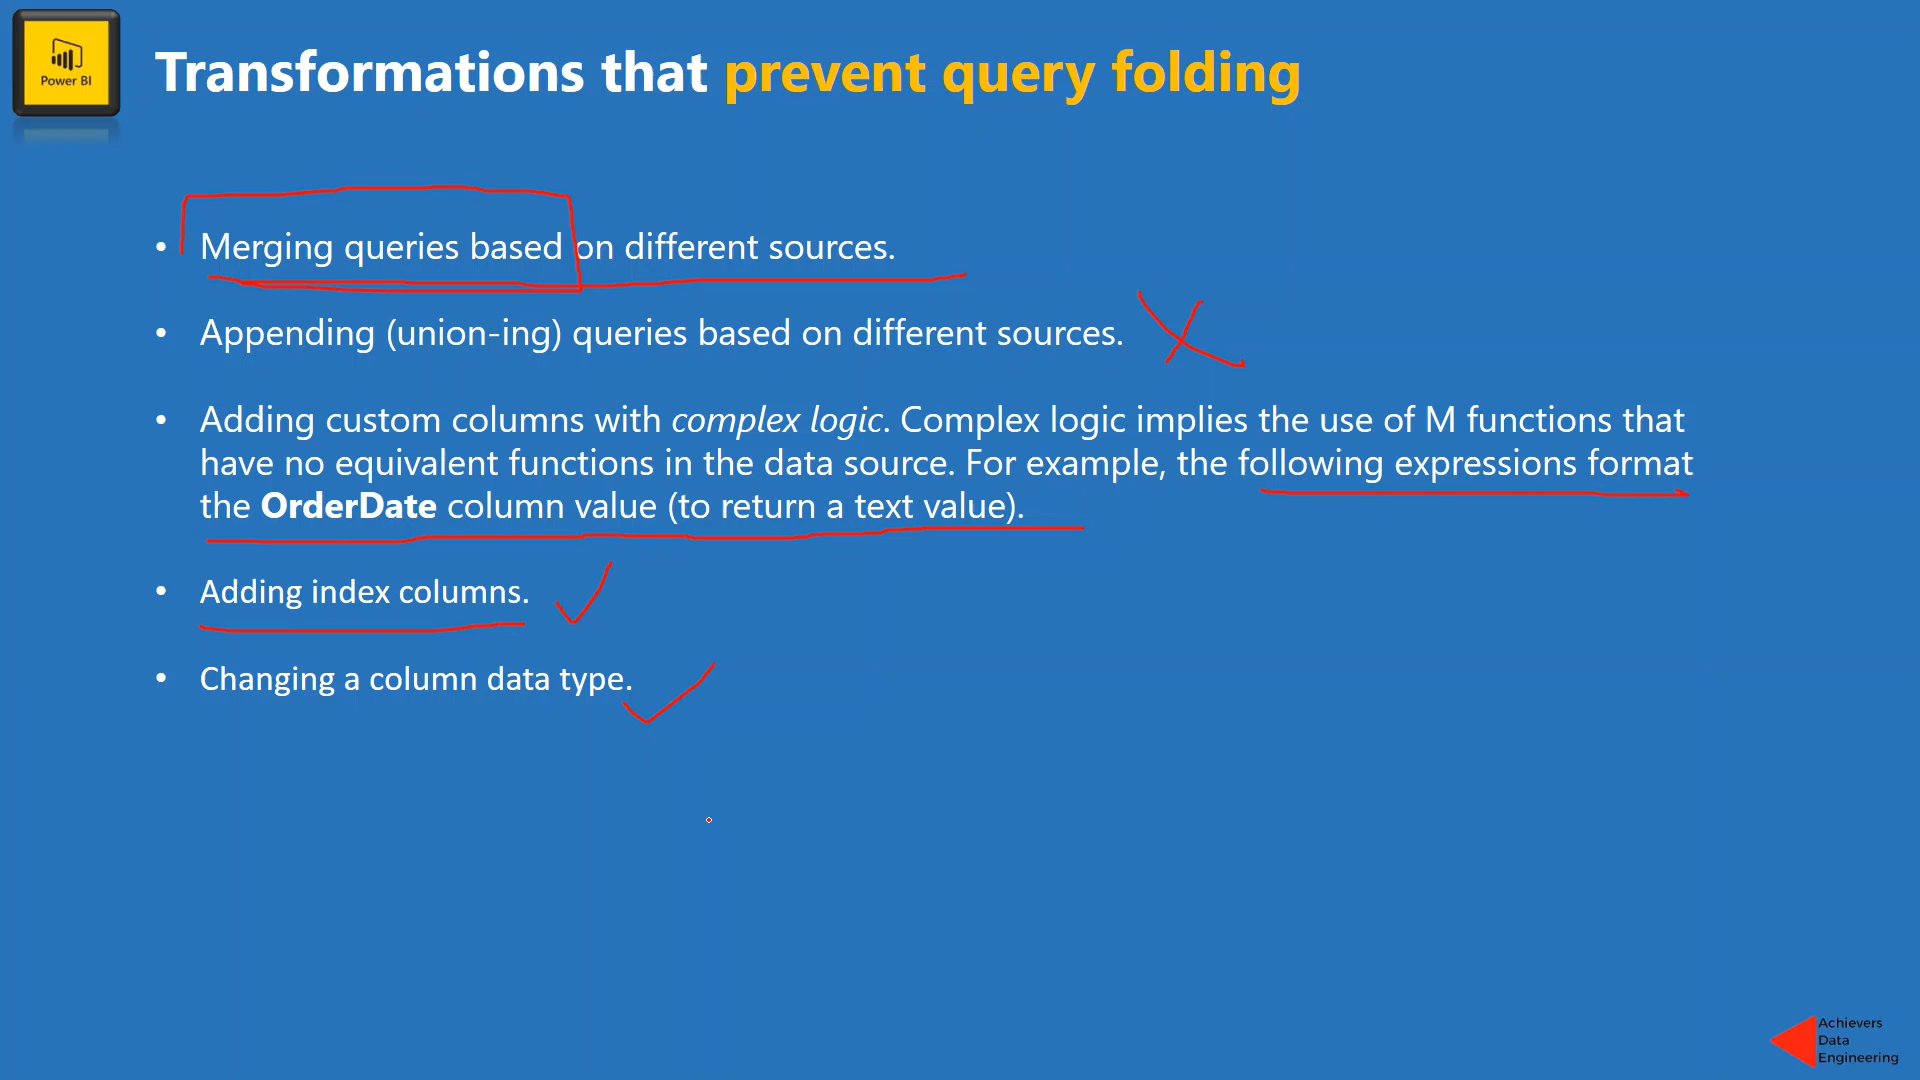 Power BI
Transformations that prevent query folding
• Merging queries based on different sources.
• Appending (union-ing) queries based on different sources.
• Adding custom columns with complex logic. Complex logic implies the use of M functions that
have no equivalent functions in the data source. For example, the following expressions format
the OrderDate column value (to return a text value).
• Adding index columns.
• Changing a column data type.
Achievers
Data
Engineering